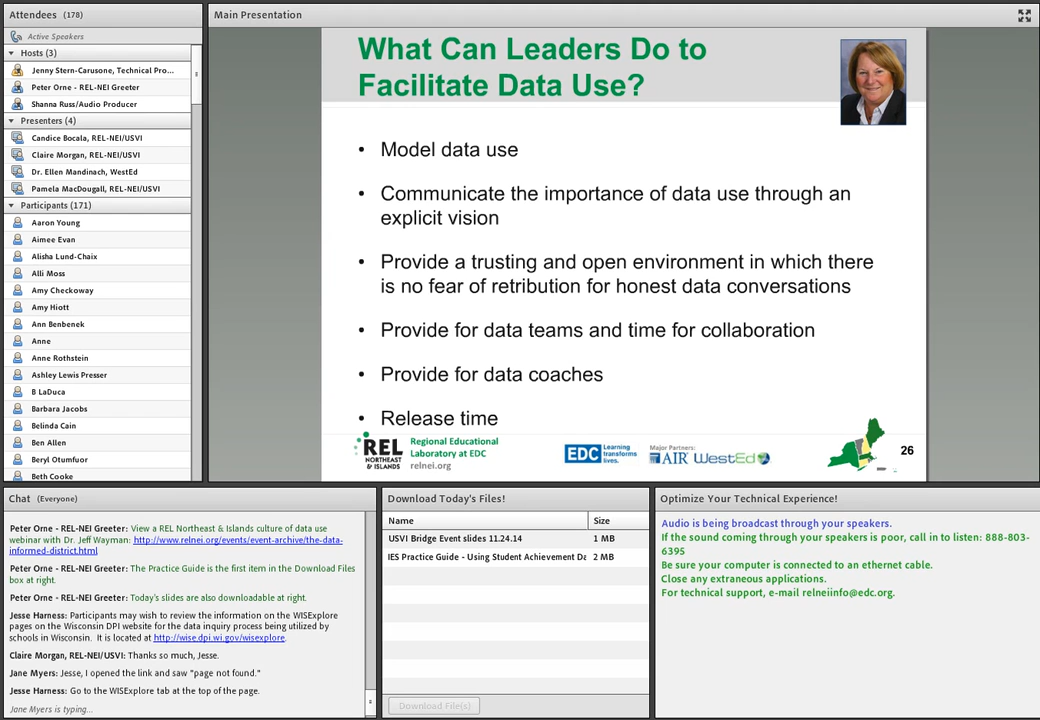 Attendees (178)
Active Speakers
Hosts (3)
Jenny Stern-Carusone, Technical Pro...
Peter Orne - REL-NEI Greeter
Shanna Russ/Audio Producer
Presenters (4)
Candice Bocala, REL-NEI/USVI
Claire Morgan, REL-NEI/USVI
Dr. Ellen Mandinach, WestEd
Pamela MacDougall, REL-NEI/USVI
Participants (171)
Aaron Young
Aimee Evan
Alisha Lund-Chaix
Alli Moss
Amy Checkoway
Amy Hiott
Ann Benbenek
Anne
Anne Rothstein
Ashley Lewis Presser
B LaDuca
Barbara Jacobs
Belinda Cain
Ben Allen
Beryl Otumfuor
Beth Cooke
Main Presentation
What Can Leaders Do to
Facilitate Data Use?
• Model data use
• Communicate the importance of data use through an
explicit vision
• Provide a trusting and open environment in which there
is no fear of retribution for honest data conversations
• Provide for data teams and time for collaboration
• Provide for data coaches
• Release time
REL
NORTHEAST
& ISLANDS
Regional Educational
Laboratory at EDC
relnei.org
EDC
Learning
transforms
lives.
Major Partners:
AIR WestEd
26
Chat (Everyone)
Peter Orne - REL-NEI Greeter: View a REL Northeast & Islands culture of data use
webinar with Dr. Jeff Wayman: http://www.relnei.org/events/event-archive/the-data-
informed-district.html
Peter Orne - REL-NEI Greeter: The Practice Guide is the first item in the Download Files
box at right.
Peter Orne - REL-NEI Greeter: Today's slides are also downloadable at right.
Jesse Harness: Participants may wish to review the information on the WISExplore
pages on the Wisconsin DPI website for the data inquiry process being utilized by
schools in Wisconsin. It is located at http://wise.dpi.wi.gov/wisexplore.
Claire Morgan, REL-NEI/USVI: Thanks so much, Jesse.
Jane Myers: Jesse, I opened the link and saw "page not found."
Jesse Harness: Go to the WISExplore tab at the top of the page.
Jane Myers is typing...
Download Today's Files!
Name Size
USVI Bridge Event slides 11.24.14 1 MB
IES Practice Guide - Using Student Achievement Da 2 MB
Download File(s)
Optimize Your Technical Experience!
Audio is being broadcast through your speakers.
If the sound coming through your speakers is poor, call in to listen: 888-803-
6395
Be sure your computer is connected to an ethernet cable.
Close any extraneous applications.
For technical support, e-mail relneiinfo@edc.org.